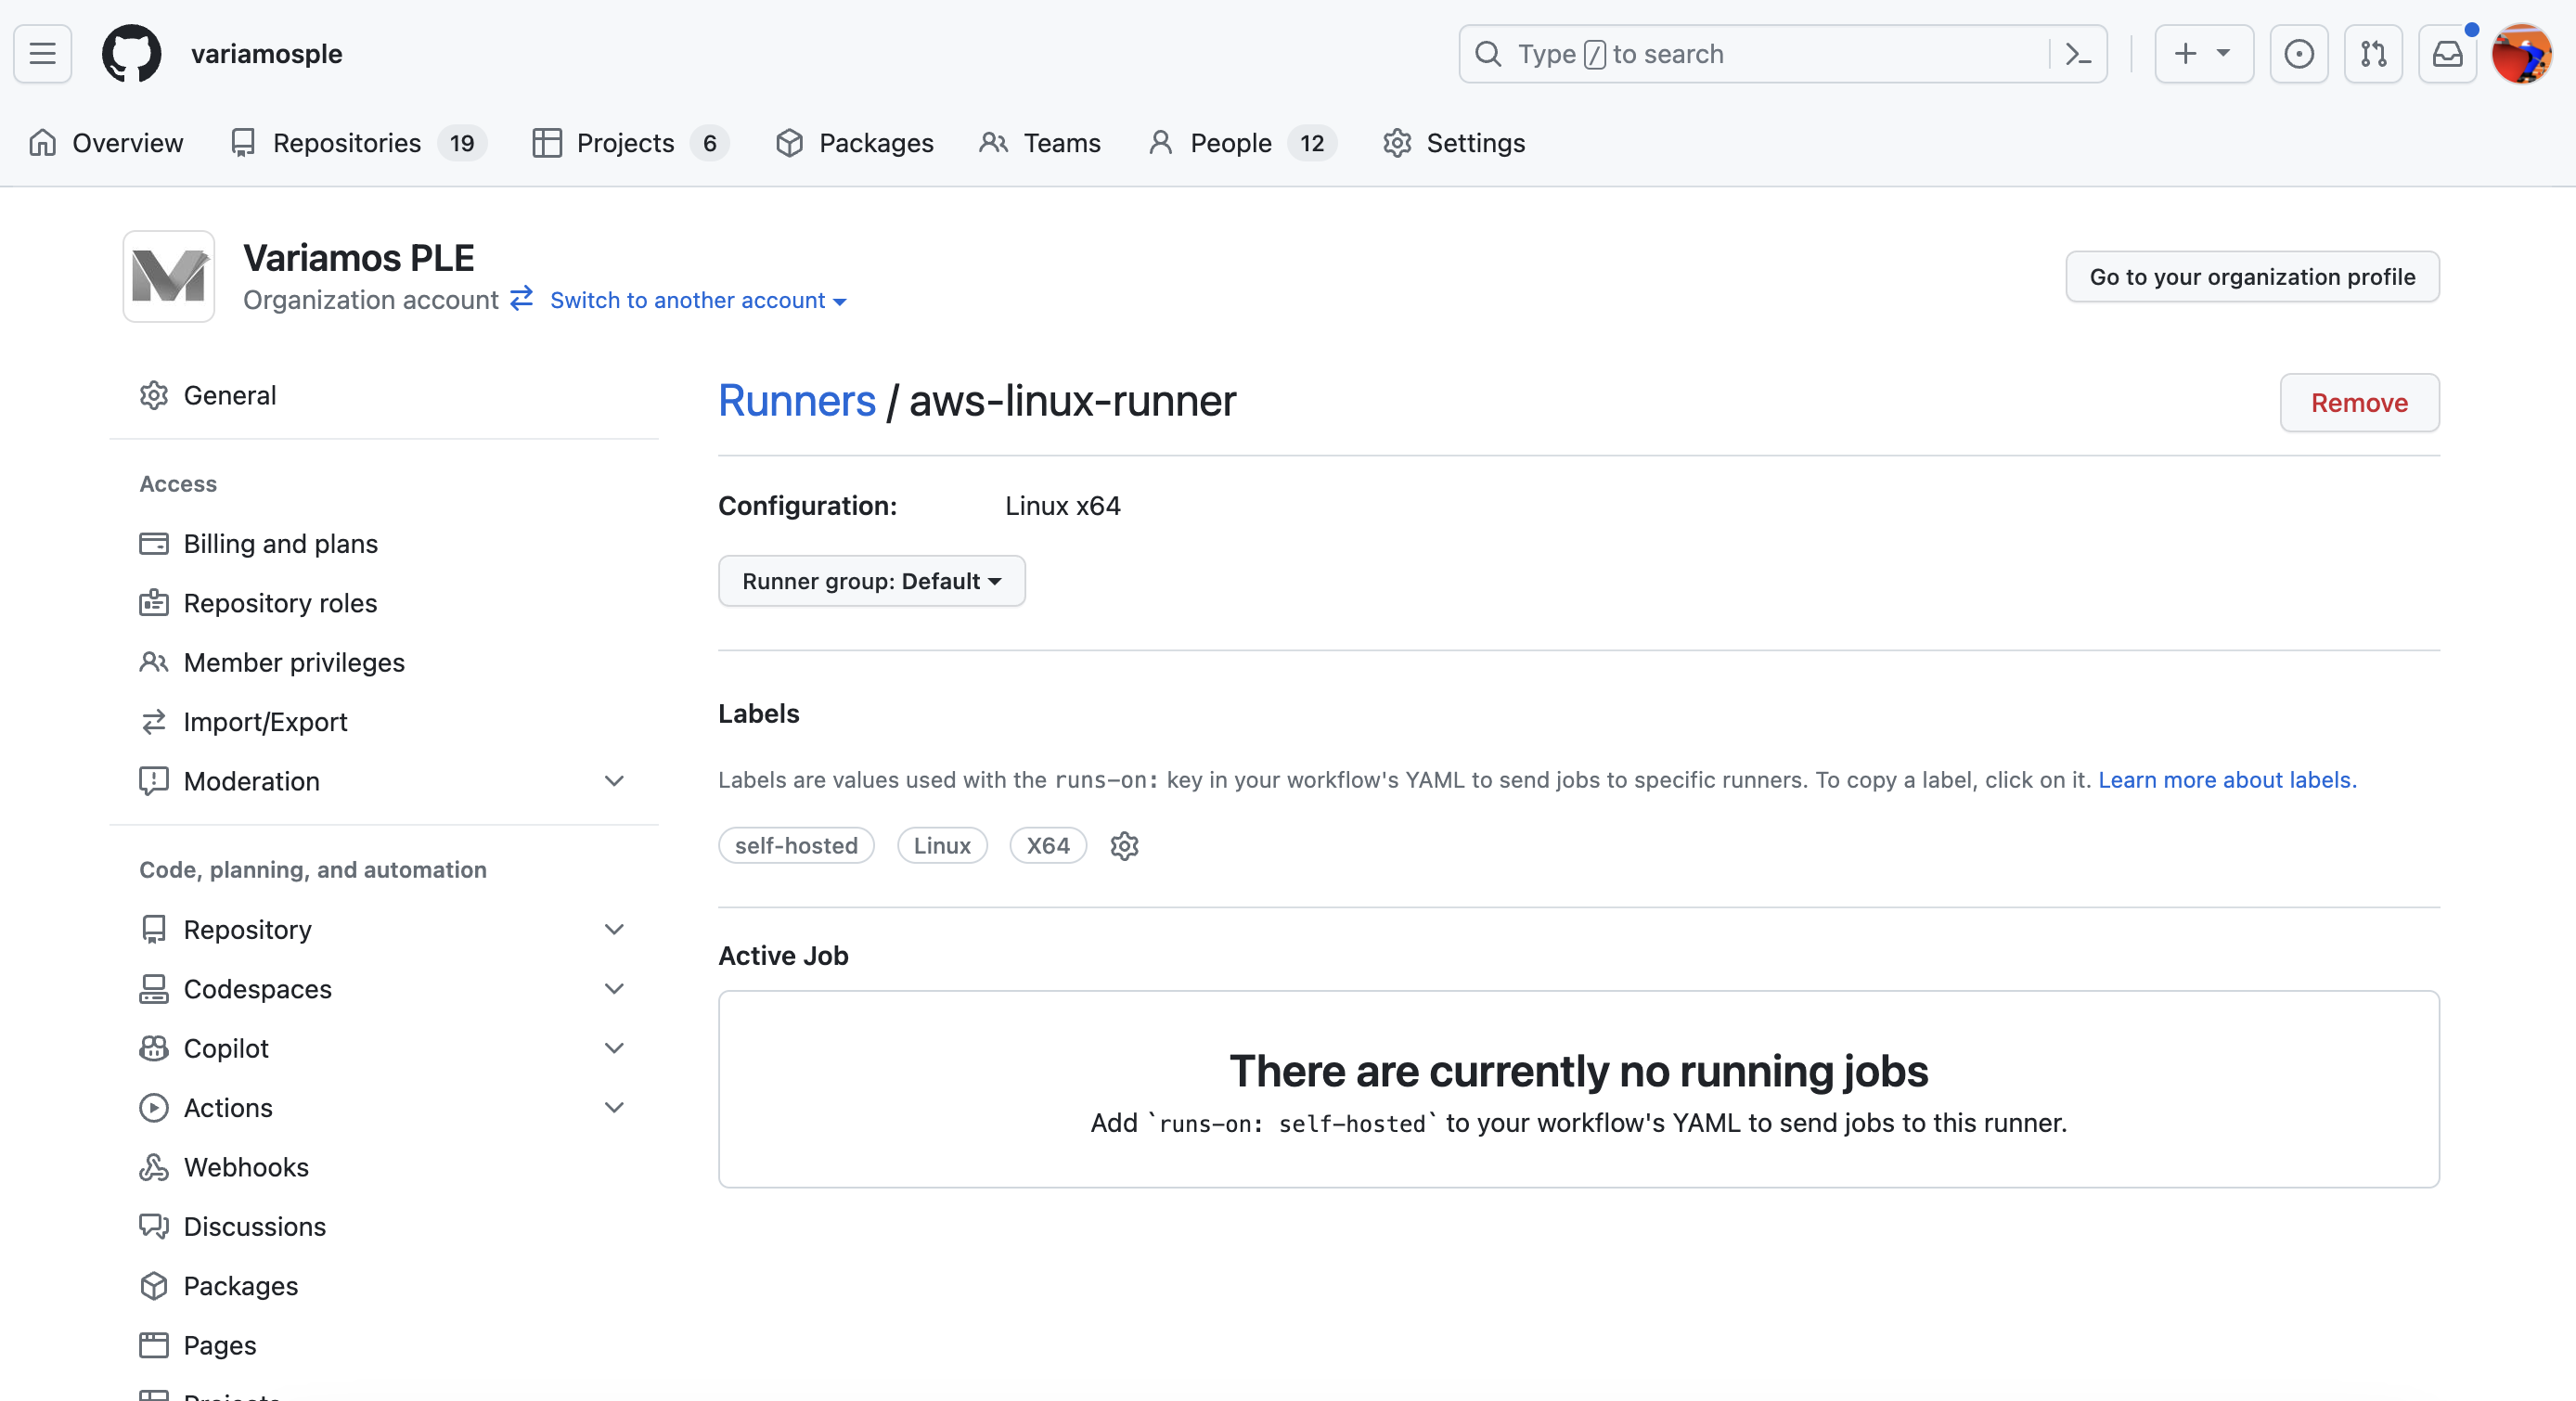 variamosple
Type / to search
Overview
Repositories 19
Projects 6
Packages
Teams
People 12
Settings
Variamos PLE
Organization account Switch to another account
Go to your organization profile
General
Access
Billing and plans
Repository roles
Member privileges
Import/Export
Moderation
Code, planning, and automation
Repository
Codespaces
Copilot
Actions
Webhooks
Discussions
Packages
Pages
Projects
Runners / aws-linux-runner
Remove
Configuration: Linux x64
Runner group: Default
Labels
Labels are values used with the runs-on: key in your workflow's YAML to send jobs to specific runners. To copy a label, click on it. Learn more about labels.
self-hosted Linux X64
Active Job
There are currently no running jobs
Add `runs-on: self-hosted` to your workflow's YAML to send jobs to this runner.